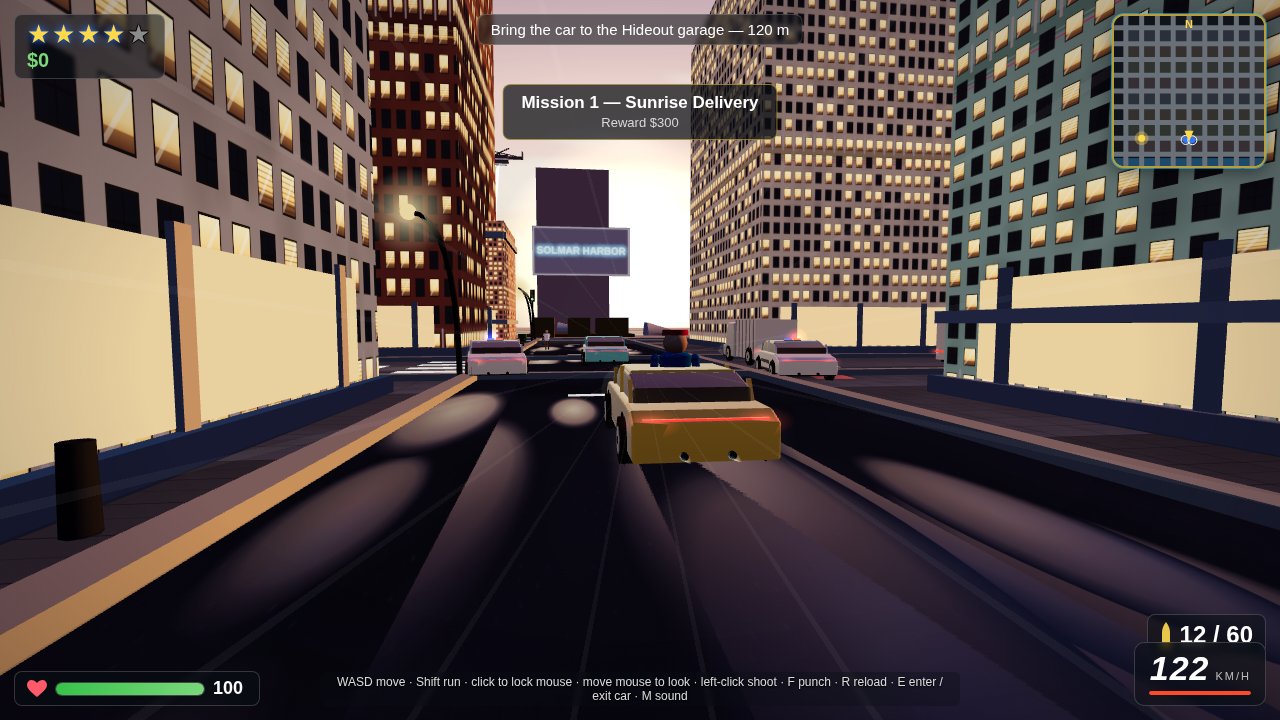 $0
Bring the car to the Hideout garage — 120 m
N
Mission 1 — Sunrise Delivery
Reward $300
SOLMAR HARBOR
12 / 60
122 KM/H
100
WASD move · Shift run · click to lock mouse · move mouse to look · left-click shoot · F punch · R reload · E enter /
exit car · M sound